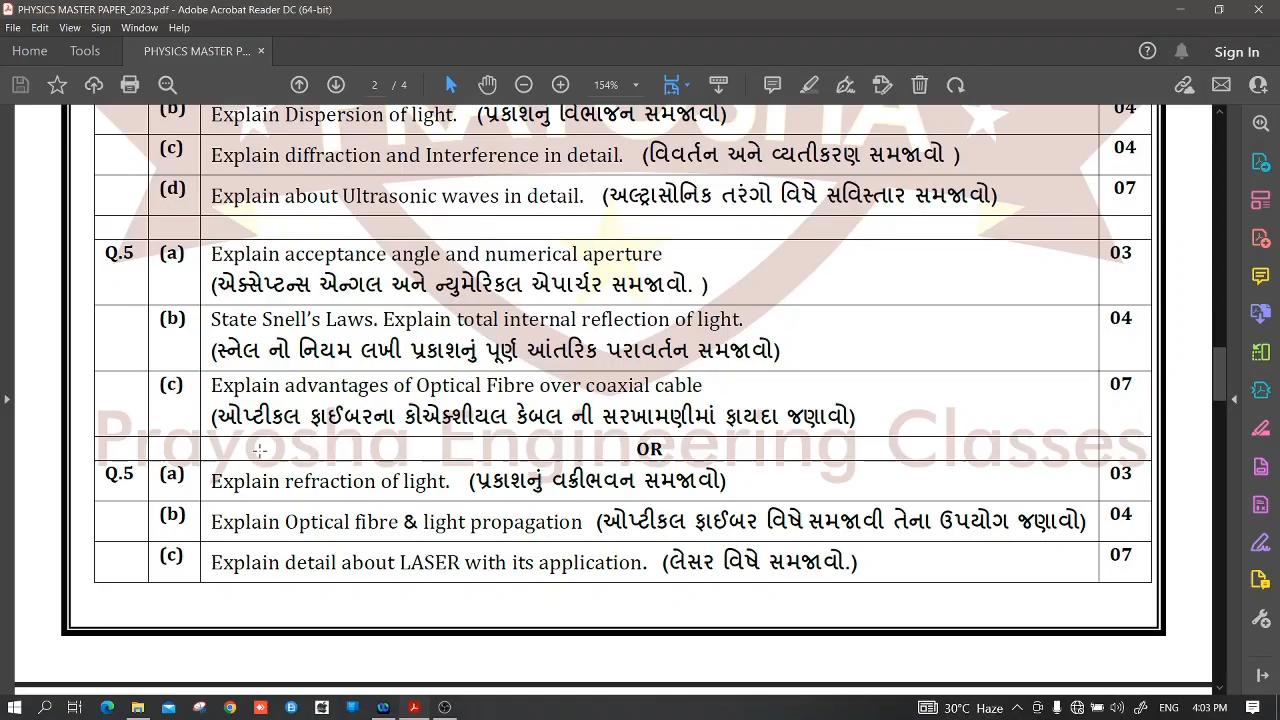 PHYSICS MASTER PAPER_2023.pdf - Adobe Acrobat Reader DC (64-bit)
File Edit View Sign Window Help
Home Tools PHYSICS MASTER P... × Sign In
2 / 4 154%
(b) Explain Dispersion of light. (પ્રકાશનું વિભાજન સમજાવો) 04
(c) Explain diffraction and Interference in detail. (વિવર્તન અને વ્યતીકરણ સમજાવો ) 04
(d) Explain about Ultrasonic waves in detail. (અલ્ટ્રાસોનિક તરંગો વિષે સવિસ્તાર સમજાવો) 07
Q.5 (a) Explain acceptance angle and numerical aperture 03
(એક્સેપ્ટન્સ એન્ગલ અને ન્યુમેરિકલ એપાર્ચર સમજાવો. )
(b) State Snell's Laws. Explain total internal reflection of light. 04
(સ્નેલ નો નિયમ લખી પ્રકાશનું પૂર્ણ આંતરિક પરાવર્તન સમજાવો)
(c) Explain advantages of Optical Fibre over coaxial cable 07
(ઓપ્ટીકલ ફાઈબરના કોએક્શીયલ કેબલ ની સરખામણીમાં ફાયદા જણાવો)
Prayosha Engineering Classes
OR
Q.5 (a) Explain refraction of light. (પ્રકાશનું વક્રીભવન સમજાવો) 03
(b) Explain Optical fibre & light propagation (ઓપ્ટીકલ ફાઈબર વિષે સમજાવી તેના ઉપયોગ જણાવો) 04
(c) Explain detail about LASER with its application. (લેસર વિષે સમજાવો.) 07
30°C Haze ENG 4:03 PM